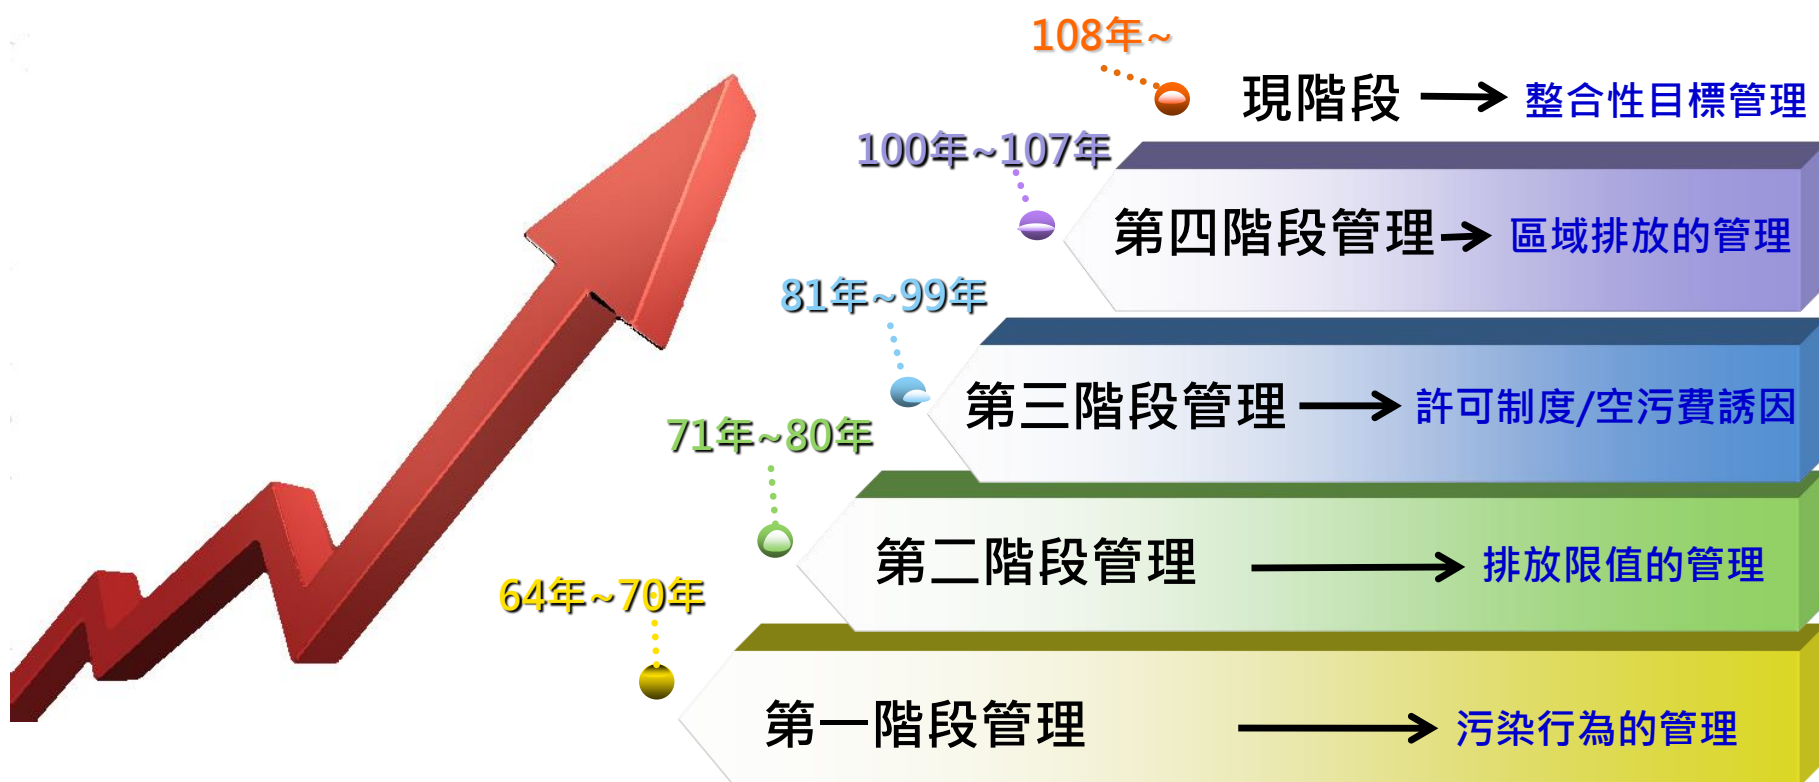 108年~
現階段 整合性目標管理
100年~107年
第四階段管理 區域排放的管理
81年~99年
第三階段管理 許可制度/空污費誘因
71年~80年
第二階段管理 排放限值的管理
64年~70年
第一階段管理 污染行為的管理